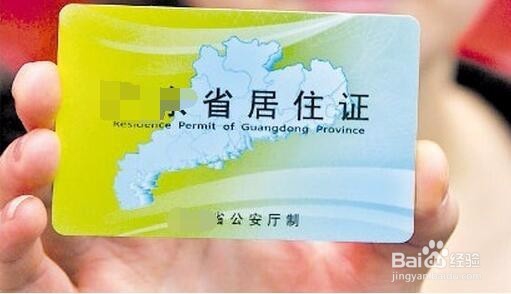 东省居住证
Residence Permit of Guangdong Province
省公安厅制
Baidu经验
jingyan.baidu.com